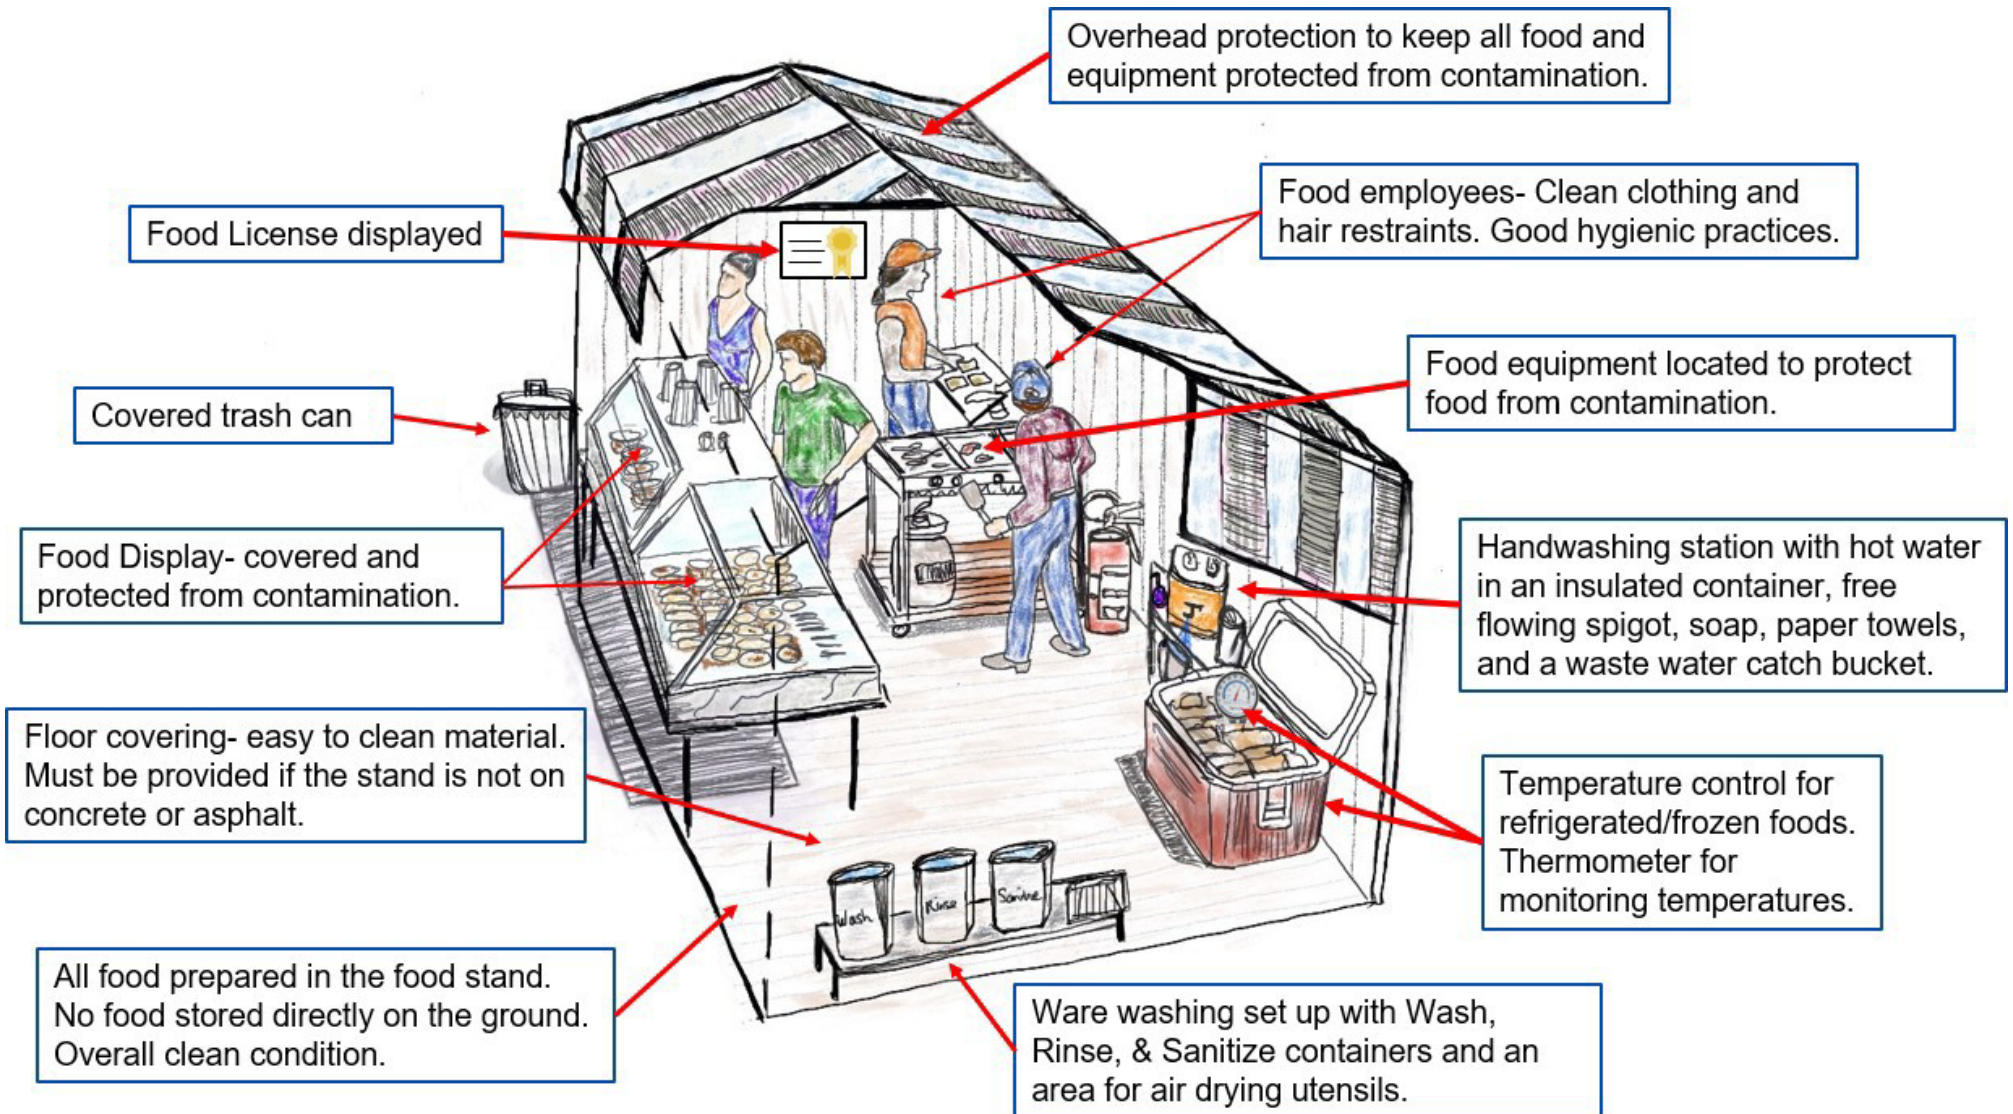 Overhead protection to keep all food and
equipment protected from contamination.
Food employees- Clean clothing and
hair restraints. Good hygienic practices.
Food License displayed
Food equipment located to protect
food from contamination.
Covered trash can
Food Display- covered and
protected from contamination.
Handwashing station with hot water
in an insulated container, free
flowing spigot, soap, paper towels,
and a waste water catch bucket.
Floor covering- easy to clean material.
Must be provided if the stand is not on
concrete or asphalt.
Temperature control for
refrigerated/frozen foods.
Thermometer for
monitoring temperatures.
Wash
Rinse
All food prepared in the food stand.
No food stored directly on the ground.
Overall clean condition.
Ware washing set up with Wash,
Rinse, & Sanitize containers and an
area for air drying utensils.